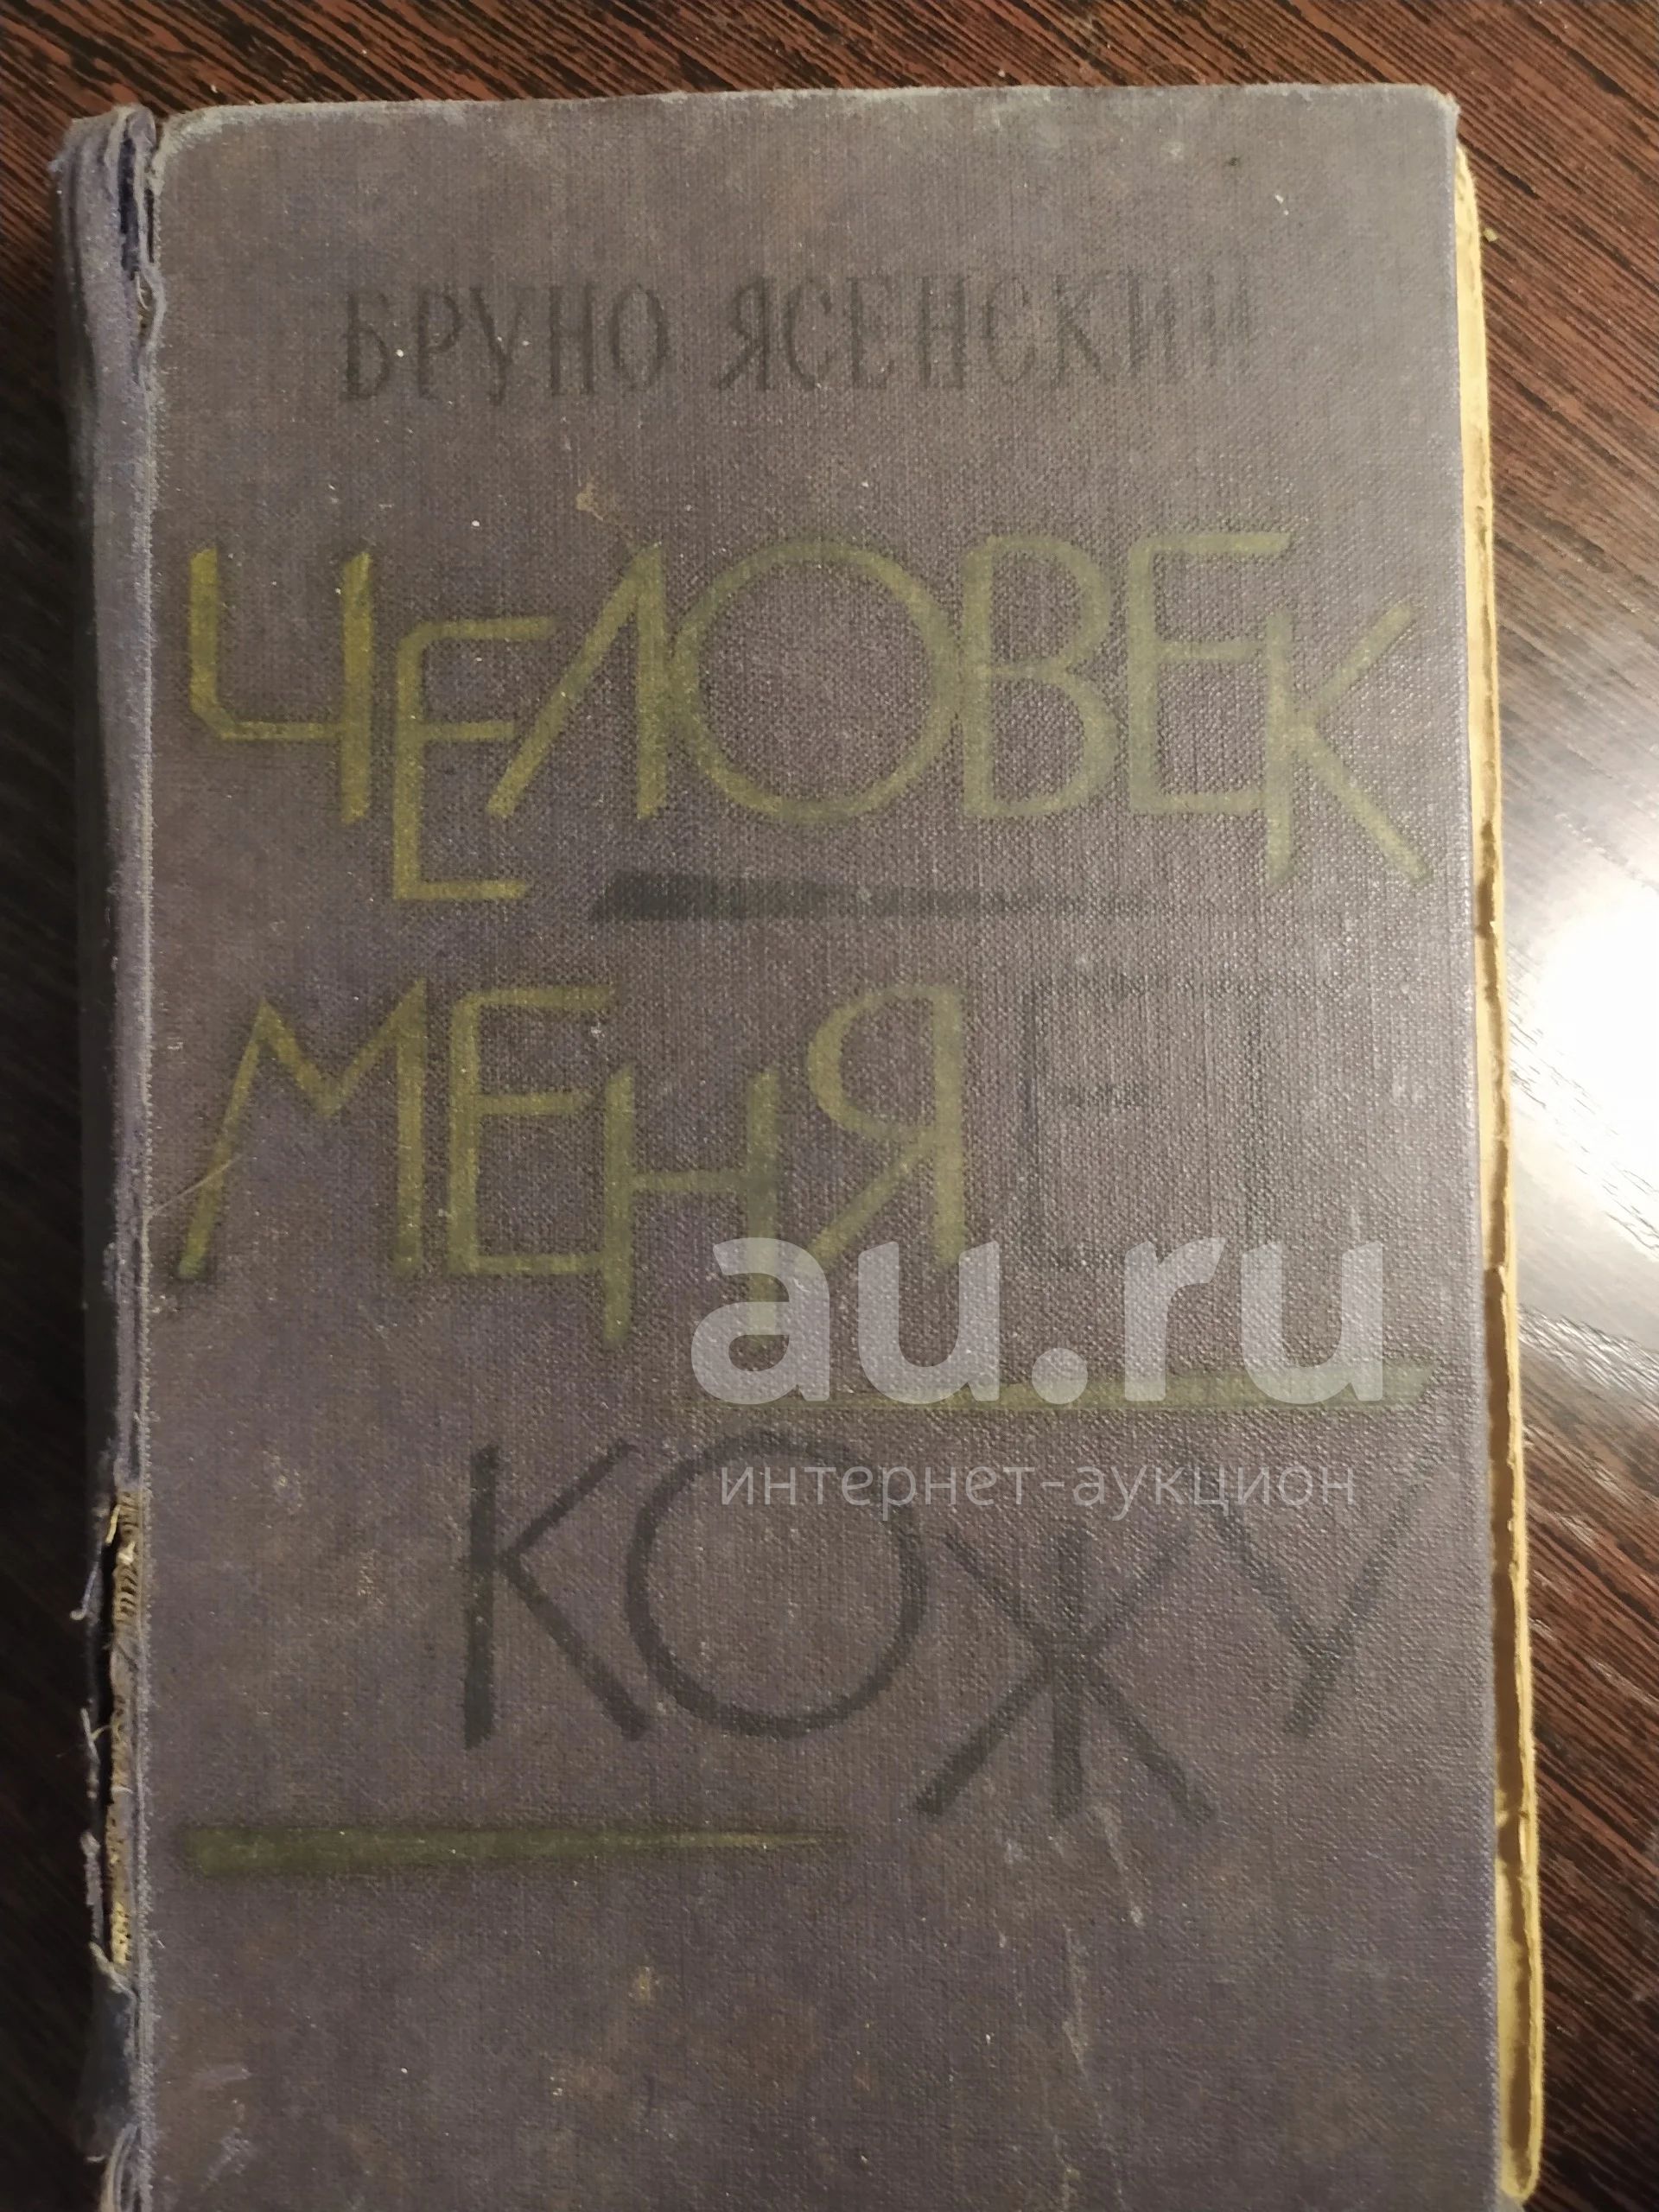 БРУНО ЯСЕНСКИЙ
ЧЕЛОВЕК
МЕНЯЕТ
au.ru
интернет-аукцион
КОЖУ